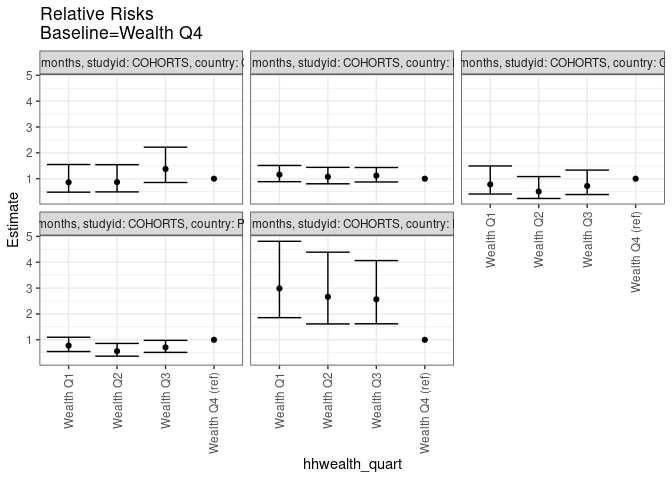 Relative Risks
Baseline=Wealth Q4
months, studyid: COHORTS, country:
months, studyid: COHORTS, country:
months, studyid: COHORTS, country: G
5
4
3
2
1
Estimate
months, studyid: COHORTS, country: P
months, studyid: COHORTS, country:
5
4
3
2
1
Wealth Q1
Wealth Q2
Wealth Q3
Wealth Q4 (ref)
Wealth Q1
Wealth Q2
Wealth Q3
Wealth Q4 (ref)
Wealth Q1
Wealth Q2
Wealth Q3
Wealth Q4 (ref)
hhwealth_quart